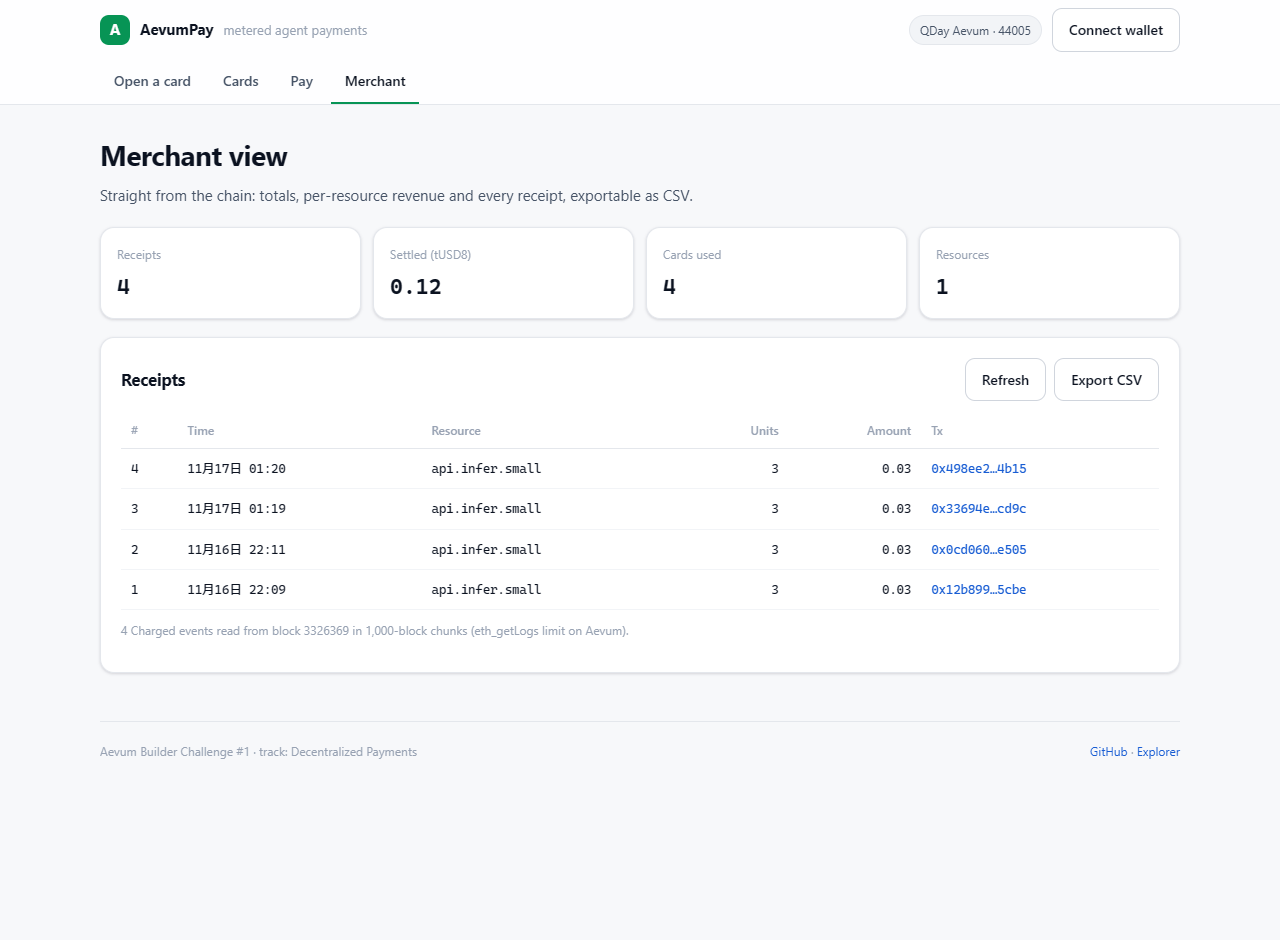 A AevumPay metered agent payments QDay Aevum · 44005 Connect wallet
Open a card Cards Pay Merchant
Merchant view
Straight from the chain: totals, per-resource revenue and every receipt, exportable as CSV.
Receipts Settled (tUSD8) Cards used Resources
4 0.12 4 1
Receipts Refresh Export CSV
# Time Resource Units Amount Tx
4 11月17日 01:20 api.infer.small 3 0.03 0x498ee2…4b15
3 11月17日 01:19 api.infer.small 3 0.03 0x33694e…cd9c
2 11月16日 22:11 api.infer.small 3 0.03 0x0cd060…e505
1 11月16日 22:09 api.infer.small 3 0.03 0x12b899…5cbe
4 Charged events read from block 3326369 in 1,000-block chunks (eth_getLogs limit on Aevum).
Aevum Builder Challenge #1 · track: Decentralized Payments GitHub · Explorer